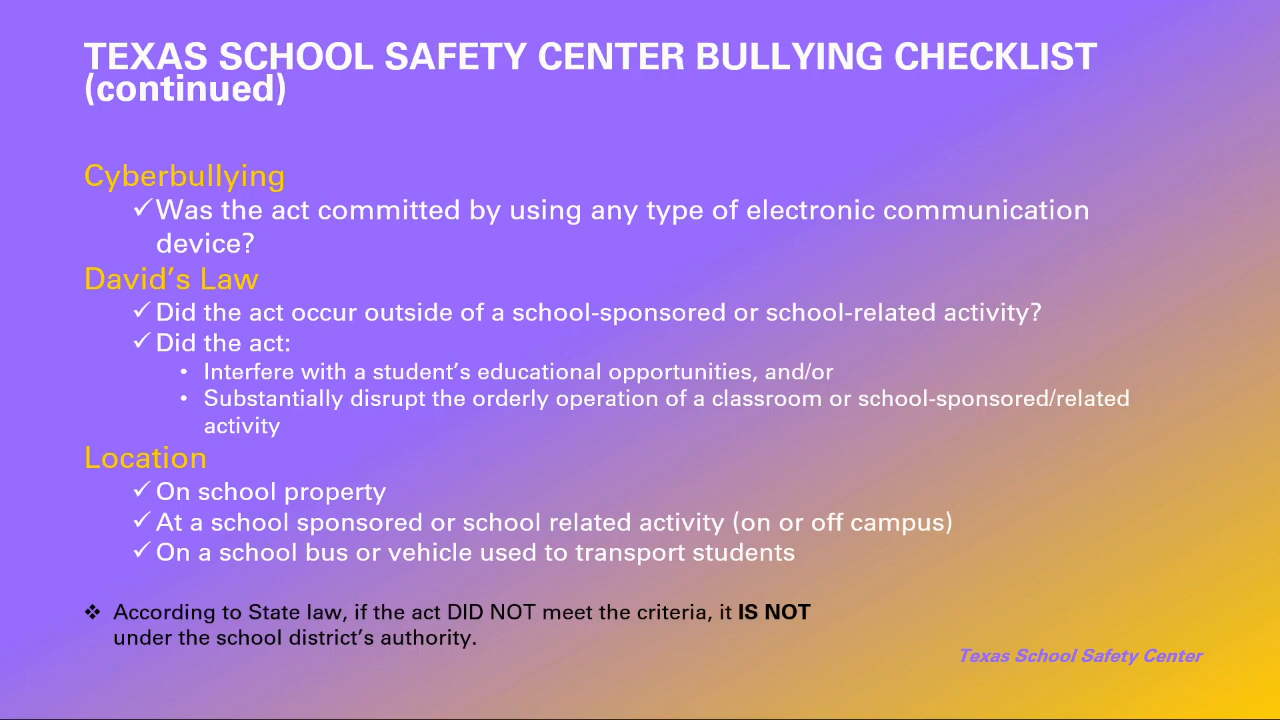 TEXAS SCHOOL SAFETY CENTER BULLYING CHECKLIST
(continued)
Cyberbullying
✓Was the act committed by using any type of electronic communication
device?
David’s Law
✓Did the act occur outside of a school-sponsored or school-related activity?
✓Did the act:
• Interfere with a student’s educational opportunities, and/or
• Substantially disrupt the orderly operation of a classroom or school-sponsored/related
activity
Location
✓On school property
✓At a school sponsored or school related activity (on or off campus)
✓On a school bus or vehicle used to transport students
❖ According to State law, if the act DID NOT meet the criteria, it IS NOT
under the school district’s authority.
Texas School Safety Center